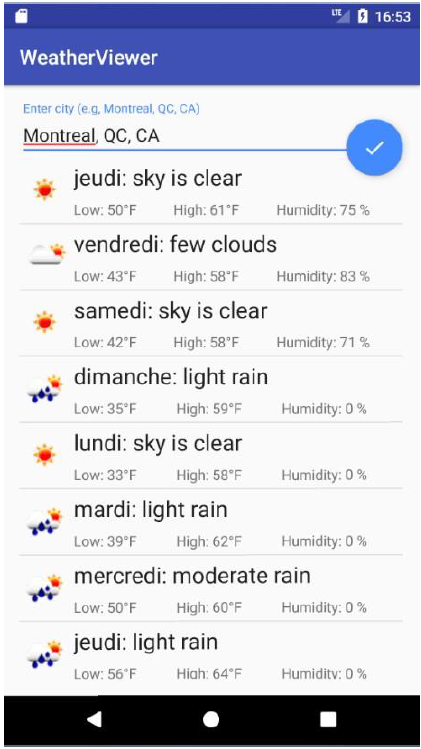 LTE 16:53
WeatherViewer
Enter city (e.g, Montreal, QC, CA)
Montreal, QC, CA
jeudi: sky is clear
Low: 50°F High: 61°F Humidity: 75 %
vendredi: few clouds
Low: 43°F High: 58°F Humidity: 83 %
samedi: sky is clear
Low: 42°F High: 58°F Humidity: 71 %
dimanche: light rain
Low: 35°F High: 59°F Humidity: 0 %
lundi: sky is clear
Low: 33°F High: 58°F Humidity: 0 %
mardi: light rain
Low: 39°F High: 62°F Humidity: 0 %
mercredi: moderate rain
Low: 50°F High: 60°F Humidity: 0 %
jeudi: light rain
Low: 56°F High: 64°F Humidity: 0 %